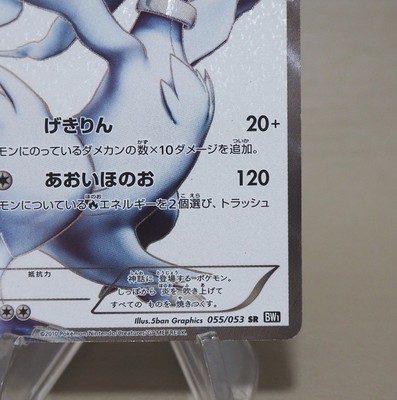 げきりん 20+
モンにのっているダメカンの数×10ダメージを追加。
あおいほのお 120
モンについている エネルギーを2個選び、トラッシュ
抵抗力
神話に 登場するポケモン。
しっぽから 炎を 吹き上げて
すべての ものを 焼きつくす。
Illus.5ban Graphics 055/053 SR BW1
©2010 Pokémon/Nintendo/Creatures/GAME FREAK.